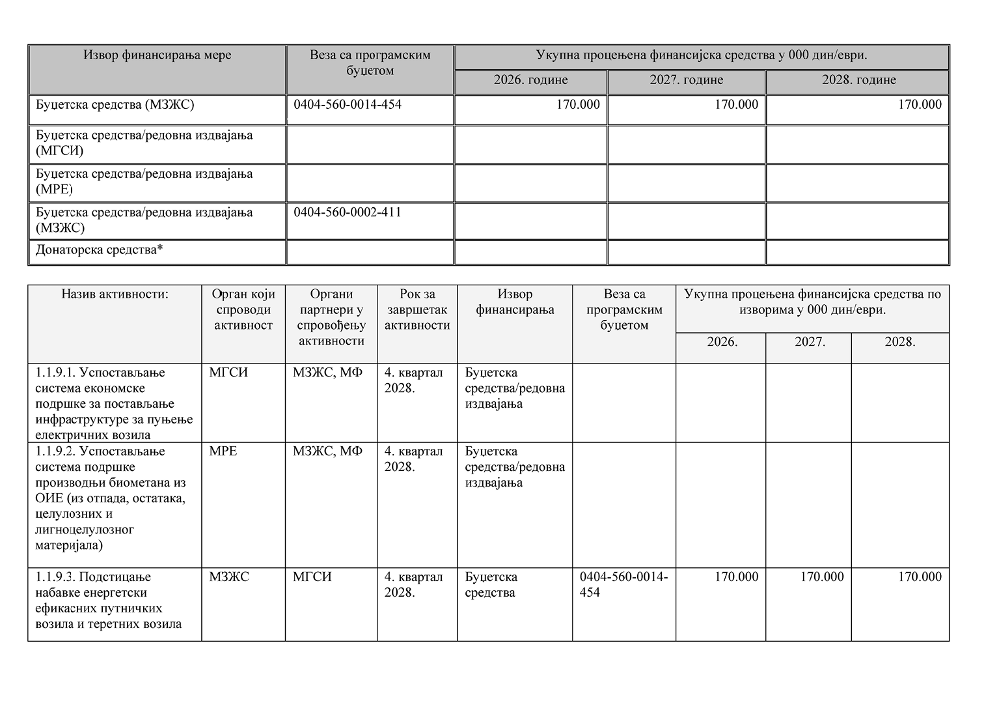 Извор финансирања мере
Веза са програмским
буџетом
Укупна процењена финансијска средства у 000 дин/еври.
2026. године
2027. године
2028. године
Буџетска средства (МЗЖС)
0404-560-0014-454
170.000
170.000
170.000
Буџетска средства/редовна издвајања
(МГСИ)
Буџетска средства/редовна издвајања
(МРЕ)
Буџетска средства/редовна издвајања
(МЗЖС)
0404-560-0002-411
Донаторска средства*
Назив активности:
Орган који
спроводи
активност
Органи
партнери у
спровођењу
активности
Рок за
завршетак
активности
Извор
финансирања
Веза са
програмским
буџетом
Укупна процењена финансијска средства по
изворима у 000 дин/еври.
2026.
2027.
2028.
1.1.9.1. Успостављање
система економске
подршке за постављање
инфраструктуре за пуњење
електричних возила
МГСИ
МЗЖС, МФ
4. квартал
2028.
Буџетска
средства/редовна
издвајања
1.1.9.2. Успостављање
система подршке
производњи биометана из
ОИЕ (из отпада, остатака,
целулозних и
лигноцелулозног
материјала)
МРЕ
МЗЖС, МФ
4. квартал
2028.
Буџетска
средства/редовна
издвајања
1.1.9.3. Подстицање
набавке енергетски
ефикасних путничких
возила и теретних возила
МЗЖС
МГСИ
4. квартал
2028.
Буџетска
средства
0404-560-0014-
454
170.000
170.000
170.000